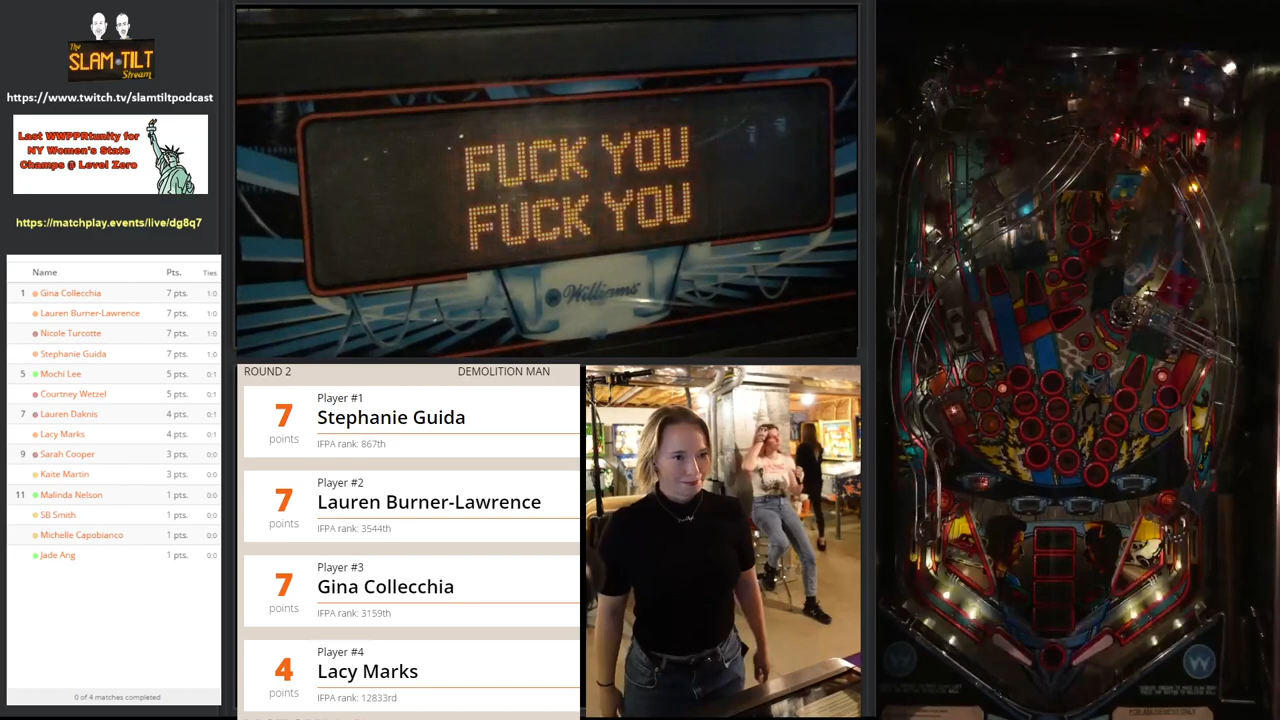 The
SLAM TILT
Stream
https://www.twitch.tv/slamtiltpodcast
Last WWPPRtunity for
NY Women's State
Champs @ Level Zero
https://matchplay.events/live/dg8q7
Name Pts. Ties
1 Gina Collecchia 7 pts. 1:0
Lauren Burner-Lawrence 7 pts. 1:0
Nicole Turcotte 7 pts. 1:0
Stephanie Guida 7 pts. 1:0
5 Mochi Lee 5 pts. 0:1
Courtney Wetzel 5 pts. 0:1
7 Lauren Daknis 4 pts. 0:1
Lacy Marks 4 pts. 0:1
9 Sarah Cooper 3 pts. 0:0
Kaite Martin 3 pts. 0:0
11 Malinda Nelson 1 pts. 0:0
SB Smith 1 pts. 0:0
Michelle Capobianco 1 pts. 0:0
Jade Ang 1 pts. 0:0
0 of 4 matches completed
FUCK YOU
FUCK YOU
Williams
ROUND 2 DEMOLITION MAN
Player #1
7 points Stephanie Guida
IFPA rank: 867th
Player #2
7 points Lauren Burner-Lawrence
IFPA rank: 3544th
Player #3
7 points Gina Collecchia
IFPA rank: 3159th
Player #4
4 points Lacy Marks
IFPA rank: 12833rd
W
W